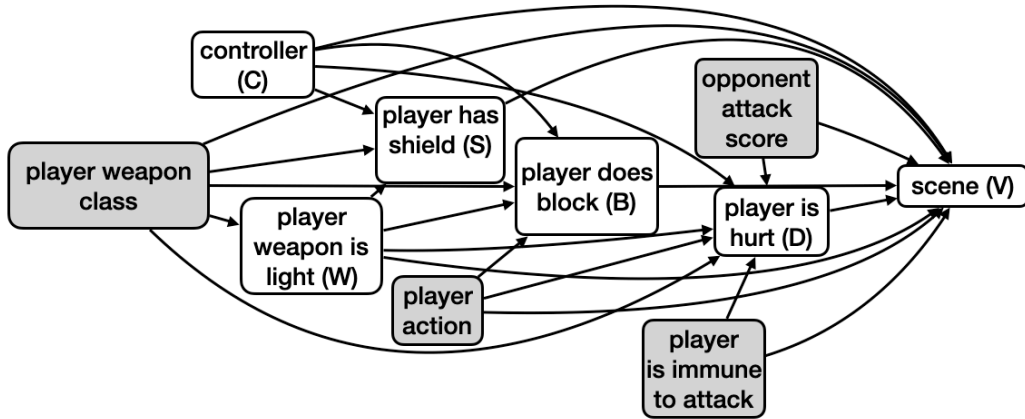 controller
(C)
opponent
attack
score
player has
shield (S)
player weapon
class
player does
block (B)
scene (V)
player
weapon is
light (W)
player is
hurt (D)
player
action
player
is immune
to attack